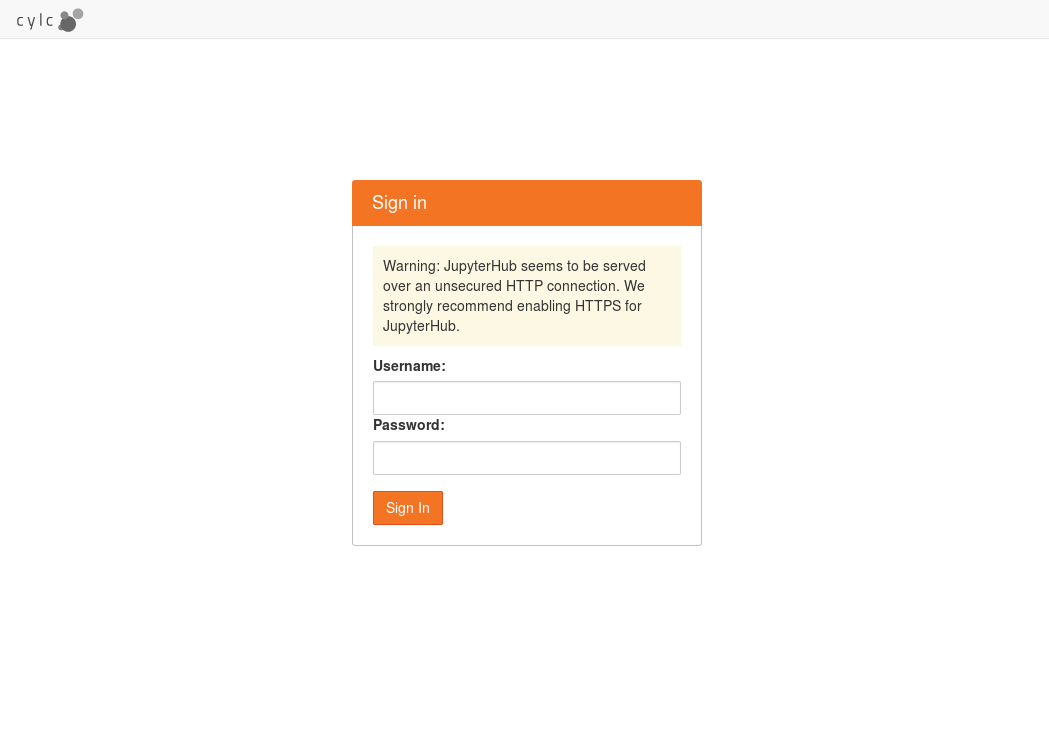 cylc
Sign in
Warning: JupyterHub seems to be served
over an unsecured HTTP connection. We
strongly recommend enabling HTTPS for
JupyterHub.
Username:
Password:
Sign In